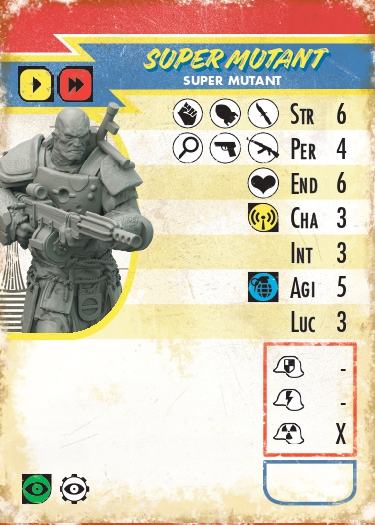 SUPER MUTANT
SUPER MUTANT
STR 6
PER 4
END 6
CHA 3
INT 3
AGI 5
LUC 3
-
-
X